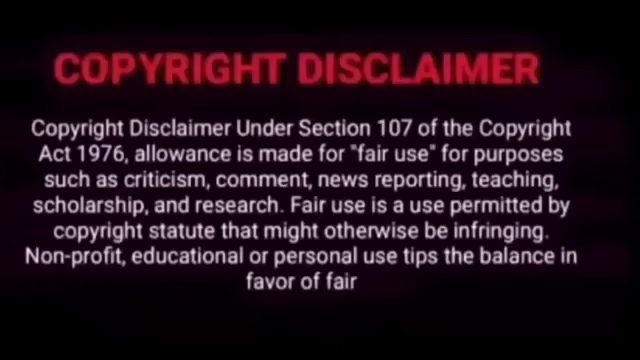 COPYRIGHT DISCLAIMER
Copyright Disclaimer Under Section 107 of the Copyright
Act 1976, allowance is made for "fair use" for purposes
such as criticism, comment, news reporting, teaching,
scholarship, and research. Fair use is a use permitted by
copyright statute that might otherwise be infringing.
Non-profit, educational or personal use tips the balance in
favor of fair